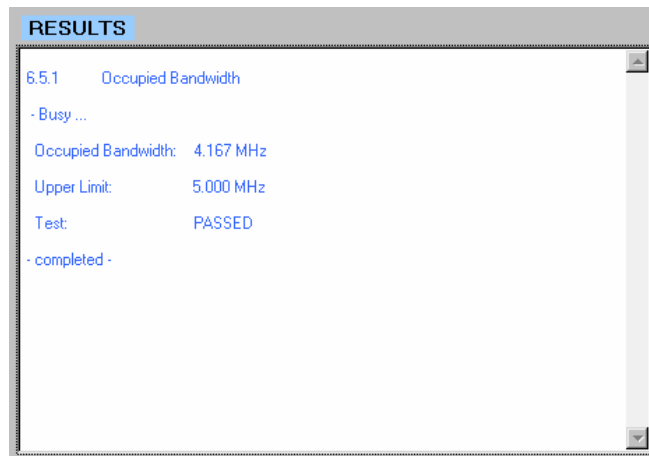 RESULTS
6.5.1 Occupied Bandwidth
- Busy ...
Occupied Bandwidth: 4.167 MHz
Upper Limit: 5.000 MHz
Test: PASSED
- completed -